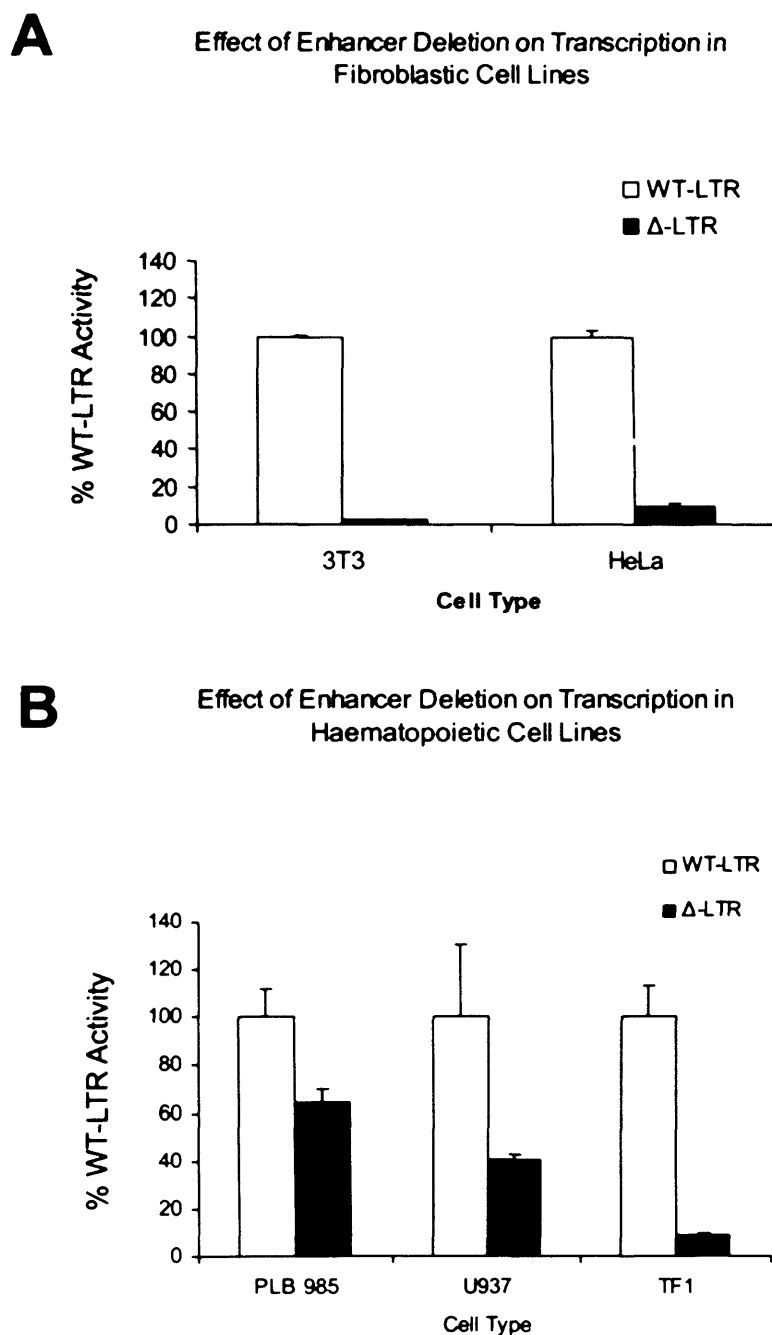 A
Effect of Enhancer Deletion on Transcription in
Fibroblastic Cell Lines
WT-LTR
Δ-LTR
% WT-LTR Activity
140
120
100
80
60
40
20
0
3T3
HeLa
Cell Type
B
Effect of Enhancer Deletion on Transcription in
Haematopoietic Cell Lines
WT-LTR
Δ-LTR
% WT-LTR Activity
140
120
100
80
60
40
20
0
PLB 985
U937
TF1
Cell Type